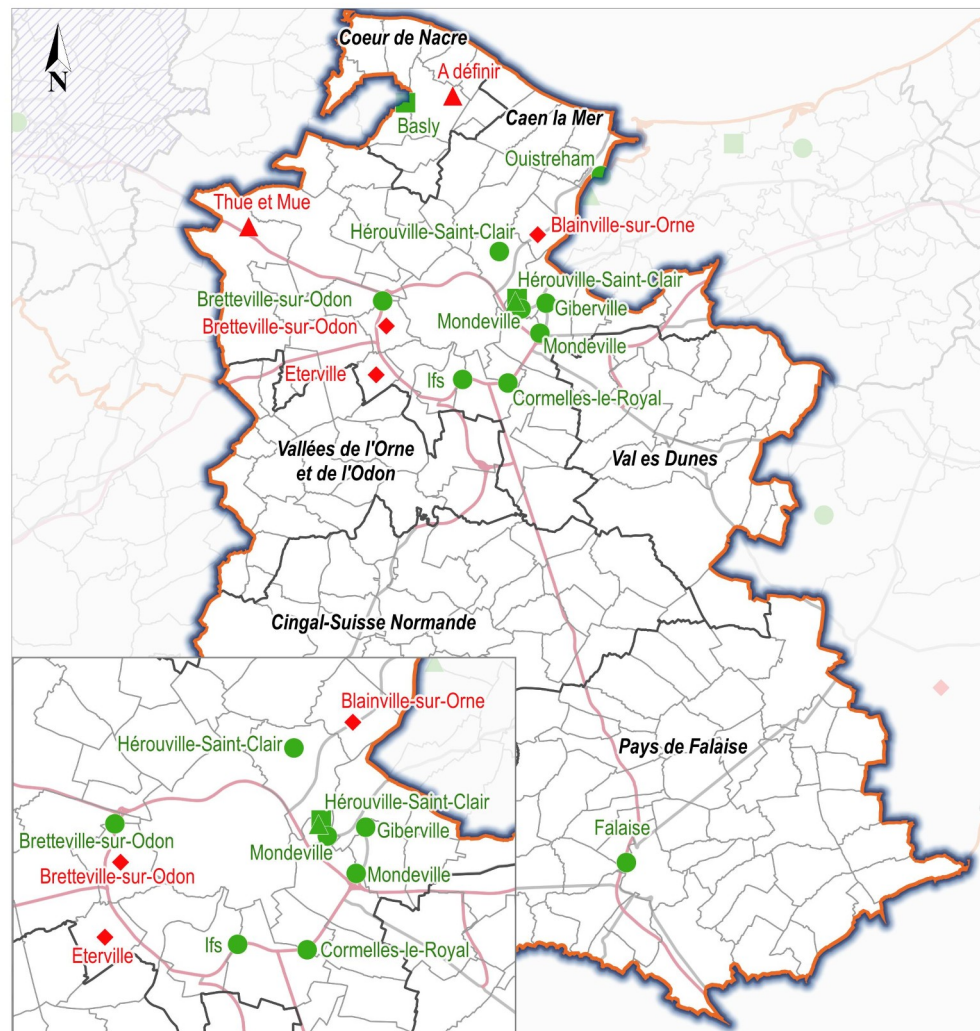 N
Coeur de Nacre
A définir
Basly
Caen la Mer
Ouistreham
Thue et Mue
Blainville-sur-Orne
Hérouville-Saint-Clair
Hérouville-Saint-Clair
Bretteville-sur-Odon
Giberville
Mondeville
Bretteville-sur-Odon
Mondeville
Eterville
Ifs
Cormelles-le-Royal
Vallées de l'Orne
et de l'Odon
Val es Dunes
Cingal-Suisse Normande
Pays de Falaise
Falaise
Blainville-sur-Orne
Hérouville-Saint-Clair
Hérouville-Saint-Clair
Giberville
Bretteville-sur-Odon
Mondeville
Bretteville-sur-Odon
Mondeville
Ifs
Cormelles-le-Royal
Eterville